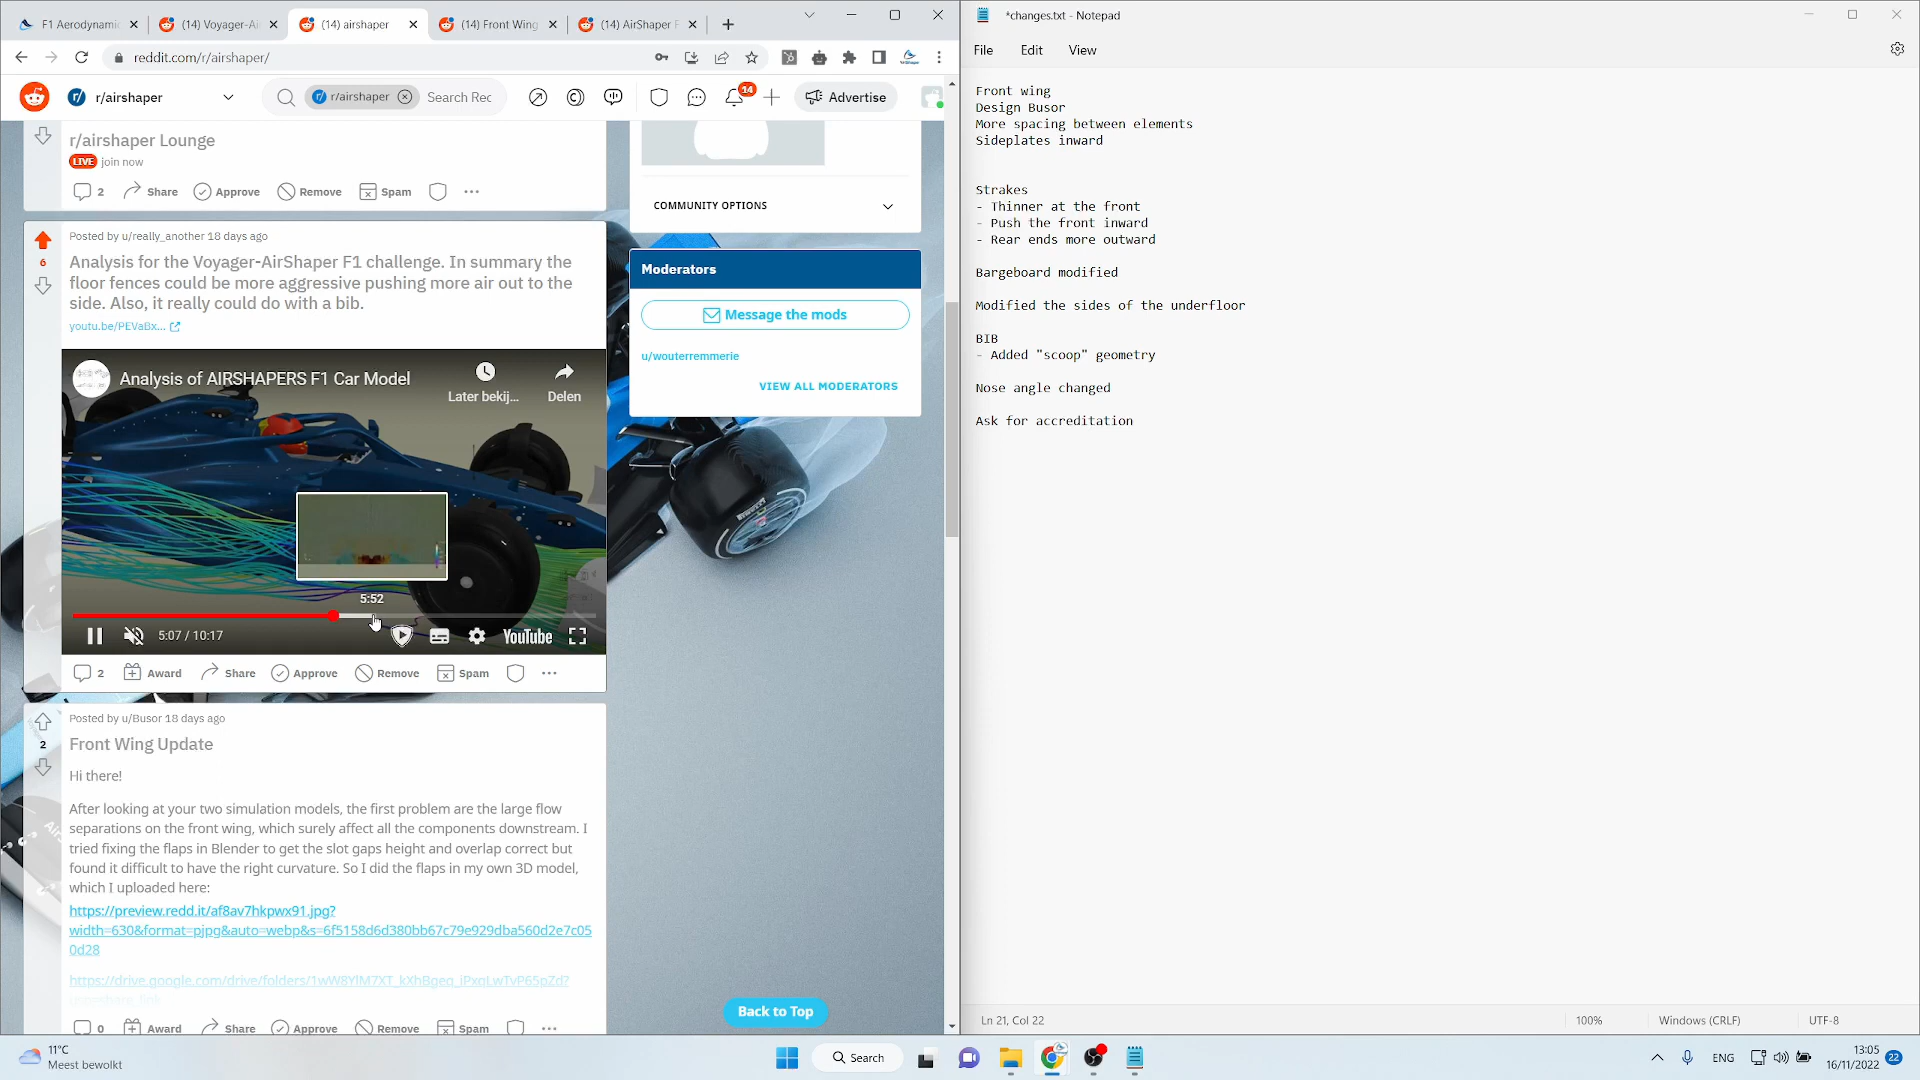 F1 Aerodynamic
(14) Voyager-Ai
(14) airshaper
(14) Front Wing
(14) AirShaper F
reddit.com/r/airshaper/
r/airshaper
r/airshaper
Search Rec
14
Advertise
r/airshaper Lounge
LIVE join now
2 Share Approve Remove Spam
COMMUNITY OPTIONS
Moderators
Message the mods
u/wouterremmerie
VIEW ALL MODERATORS
6
Posted by u/really_another 18 days ago
Analysis for the Voyager-AirShaper F1 challenge. In summary the
floor fences could be more aggressive pushing more air out to the
side. Also, it really could do with a bib.
youtu.be/PEVaBx...
Analysis of AIRSHAPERS F1 Car Model
Later bekij...
Delen
5:52
5:07 / 10:17
YouTube
2 Award Share Approve Remove Spam
2
Posted by u/Busor 18 days ago
Front Wing Update
Hi there!
After looking at your two simulation models, the first problem are the large flow
separations on the front wing, which surely affect all the components downstream. I
tried fixing the flaps in Blender to get the slot gaps height and overlap correct but
found it difficult to have the right curvature. So I did the flaps in my own 3D model,
which I uploaded here:
https://preview.redd.it/af8av7hkpwx91.jpg?
width=630&format=pjpg&auto=webp&s=6f5158d6d380bb67c79e929dba560d2e7c05
0d28
0 Award Share Approve Remove Spam
Back to Top
*changes.txt - Notepad
File Edit View
Front wing
Design Busor
More spacing between elements
Sideplates inward
Strakes
- Thinner at the front
- Push the front inward
- Rear ends more outward
Bargeboard modified
Modified the sides of the underfloor
BIB
- Added "scoop" geometry
Nose angle changed
Ask for accreditation
Ln 21, Col 22
100%
Windows (CRLF)
UTF-8
11°C
Meest bewolkt
Search
ENG
13:05
16/11/2022
22